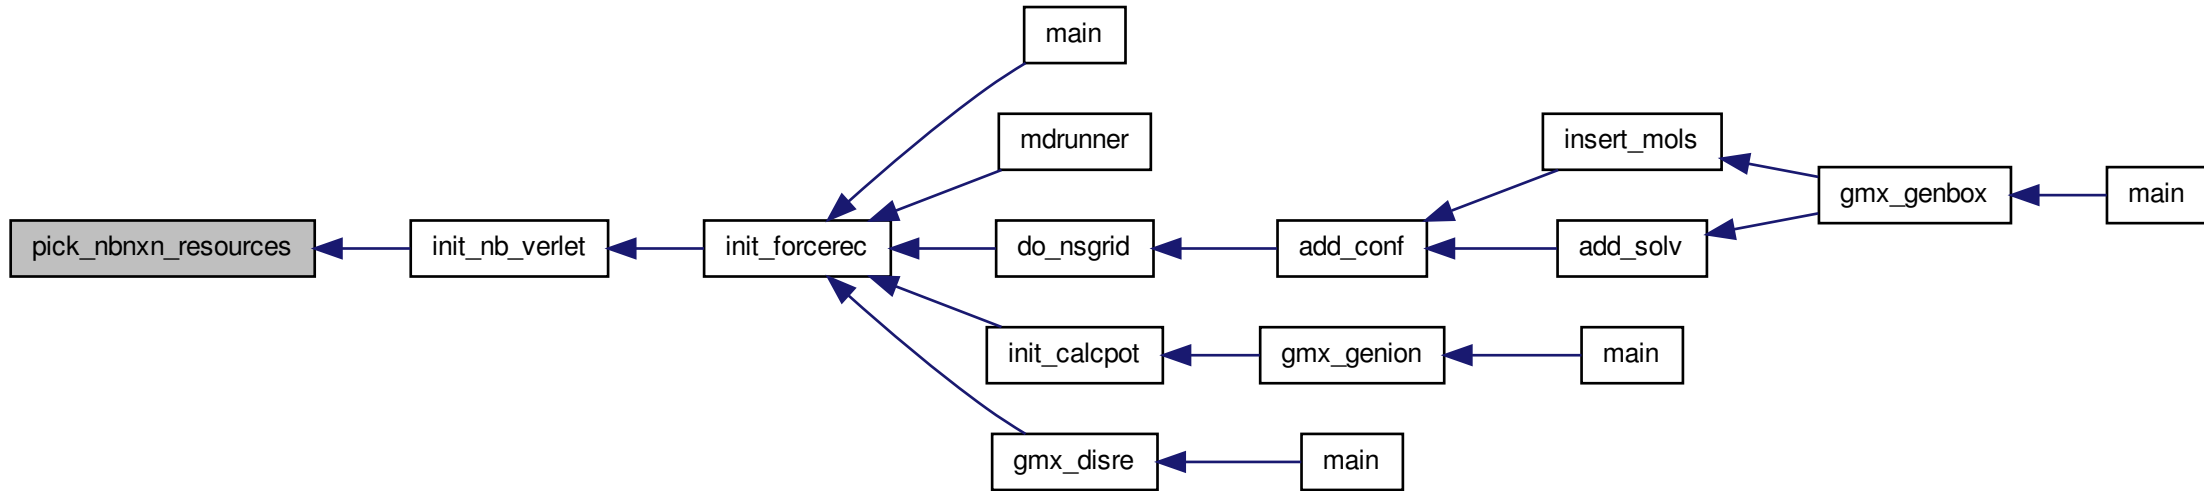 main
mdrunner
insert_mols
gmx_genbox
main
pick_nbnxn_resources
init_nb_verlet
init_forcerec
do_nsgrid
add_conf
add_solv
init_calcpot
gmx_genion
main
gmx_disre
main